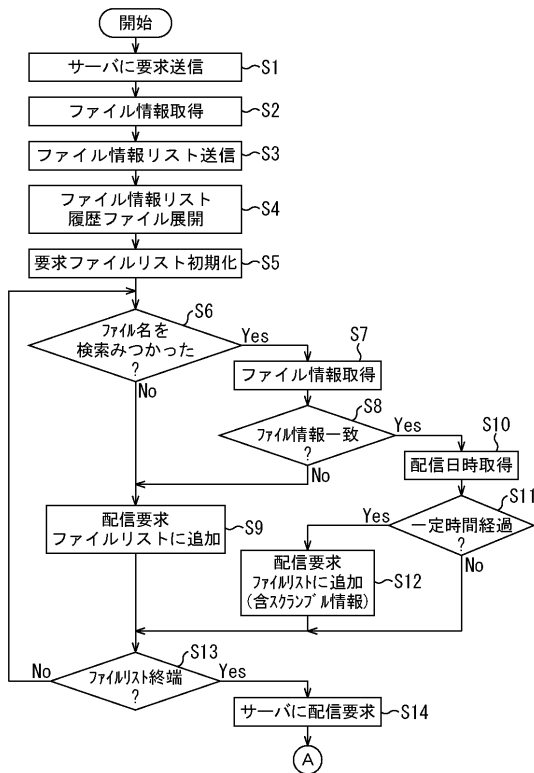 開始
サーバに要求送信
S1
ファイル情報取得
S2
ファイル情報リスト送信
S3
ファイル情報リスト
履歴ファイル展開
S4
要求ファイルリスト初期化
S5
S6
ファイル名を
検索みつかった
?
Yes
No
S7
ファイル情報取得
S8
ファイル情報一致
?
Yes
No
S10
配信日時取得
S11
一定時間経過
?
Yes
No
配信要求
ファイルリストに追加
S9
配信要求
ファイルリストに追加
(含スクランブル情報)
S12
S13
ファイルリスト終端
?
No
Yes
サーバに配信要求
S14
A